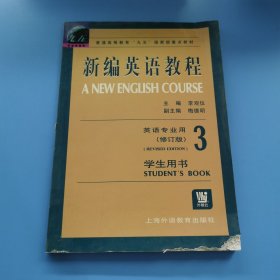 普通高等教育“九五”国家级重点教材
新编英语教程
A NEW ENGLISH COURSE
主 编 李观仪
副主编 梅德明
英语专业用
(修订版)
(REVISED EDITION)
3
学生用书
STUDENT'S BOOK
上海外语教育出版社